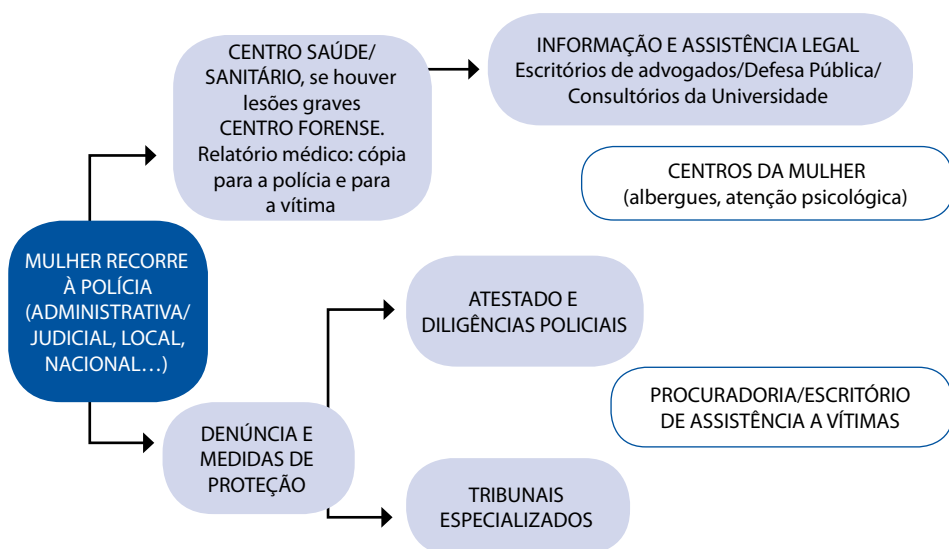 CENTRO SAÚDE/
SANITÁRIO, se houver
lesões graves
CENTRO FORENSE.
Relatório médico: cópia
para a polícia e para
a vítima
INFORMAÇÃO E ASSISTÊNCIA LEGAL
Escritórios de advogados/Defesa Pública/
Consultórios da Universidade
CENTROS DA MULHER
(albergues, atenção psicológica)
MULHER RECORRE
À POLÍCIA
(ADMINISTRATIVA/
JUDICIAL, LOCAL,
NACIONAL…)
ATESTADO E
DILIGÊNCIAS POLICIAIS
PROCURADORIA/ESCRITÓRIO
DE ASSISTÊNCIA A VÍTIMAS
DENÚNCIA E
MEDIDAS DE
PROTEÇÃO
TRIBUNAIS
ESPECIALIZADOS